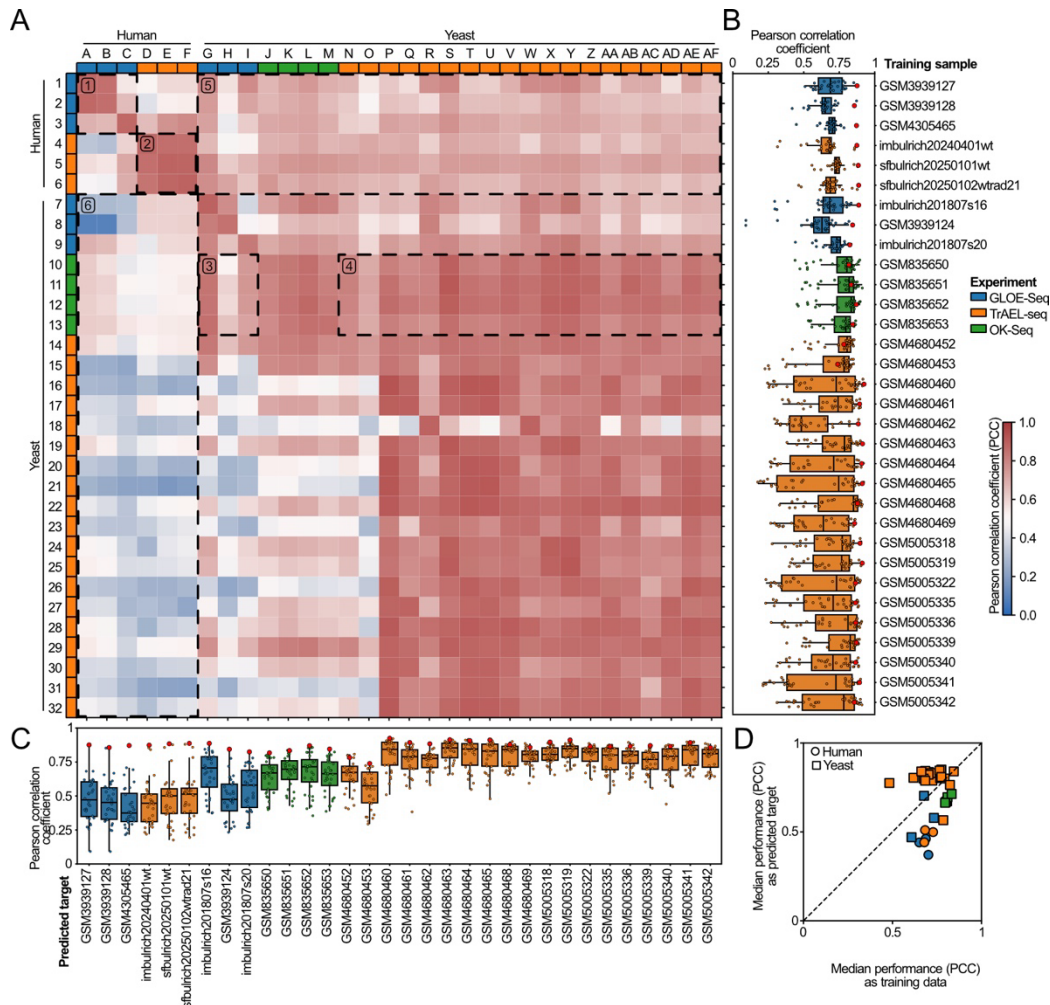 A
Human
Yeast
A B C D E F G H I J K L M N O P Q R S T U V W X Y Z AA AB AC AD AE AF
Human
Yeast
1
2
3
4
5
6
7
8
9
10
11
12
13
14
15
16
17
18
19
20
21
22
23
24
25
26
27
28
29
30
31
32
1
5
2
6
3
4
B
Pearson correlation
coefficient
Training sample
0 0.25 0.5 0.75 1
GSM3939127
GSM3939128
GSM4305465
imbulrich20240401wt
sfbulrich20250101wt
sfbulrich20250102wtrad21
imbulrich201807s16
GSM3939124
imbulrich201807s20
GSM835650
GSM835651
GSM835652
GSM835653
GSM4680452
GSM4680453
GSM4680460
GSM4680461
GSM4680462
GSM4680463
GSM4680464
GSM4680465
GSM4680468
GSM4680469
GSM5005318
GSM5005319
GSM5005322
GSM5005335
GSM5005336
GSM5005339
GSM5005340
GSM5005341
GSM5005342
Experiment
GLOE-Seq
TrAEL-seq
OK-Seq
Pearson correlation coefficient (PCC)
1.0
0.8
0.6
0.4
0.2
0.0
C
Pearson correlation
coefficient
0.75
0.5
0.25
0
Predicted target
GSM3939127
GSM3939128
GSM4305465
imbulrich20240401wt
sfbulrich20250101wt
sfbulrich20250102wtrad21
imbulrich201807s16
GSM3939124
imbulrich201807s20
GSM835650
GSM835651
GSM835652
GSM835653
GSM4680452
GSM4680453
GSM4680460
GSM4680461
GSM4680462
GSM4680463
GSM4680464
GSM4680465
GSM4680468
GSM4680469
GSM5005318
GSM5005319
GSM5005322
GSM5005335
GSM5005336
GSM5005339
GSM5005340
GSM5005341
GSM5005342
D
Human
Yeast
Median performance (PCC)
as predicted target
1
0.5
0
0 0.5 1
Median performance (PCC)
as training data